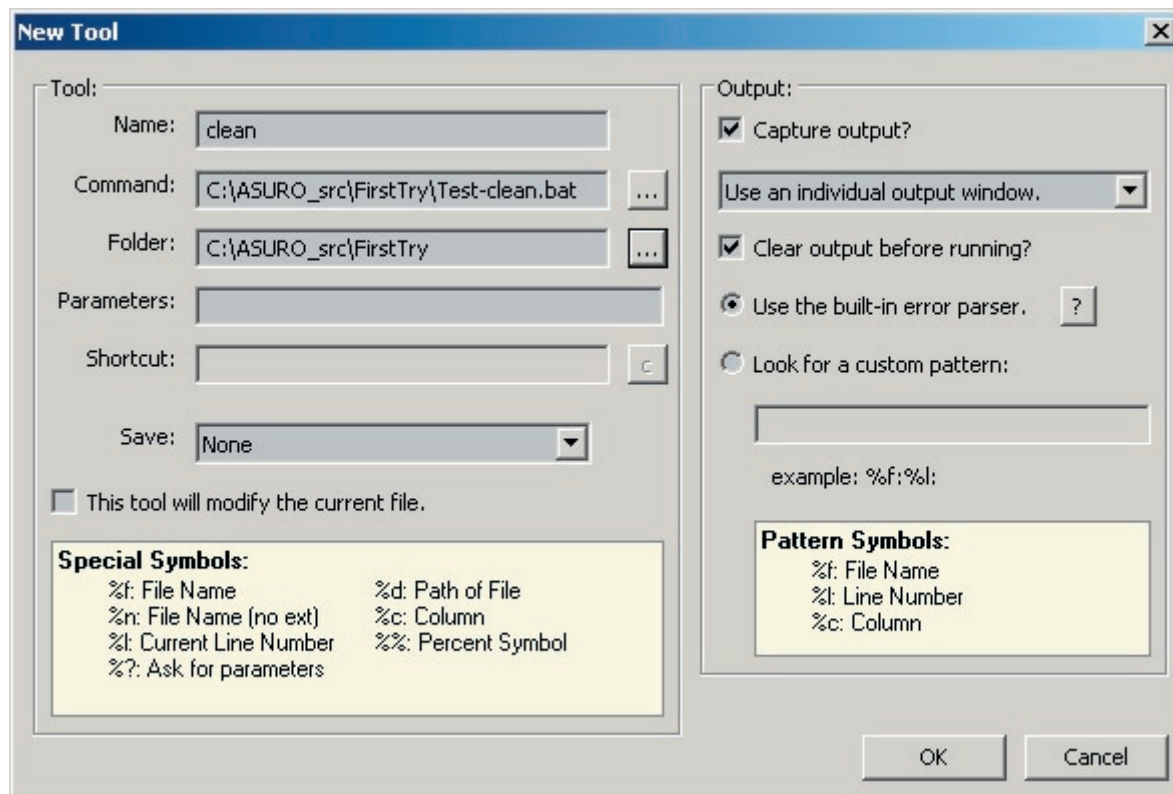 New Tool
Tool:
Name: clean
Command: C:\ASURO_src\FirstTry\Test-clean.bat ...
Folder: C:\ASURO_src\FirstTry ...
Parameters:
Shortcut: c
Save: None
This tool will modify the current file.
Special Symbols:
%f: File Name %d: Path of File
%n: File Name (no ext) %c: Column
%l: Current Line Number %%: Percent Symbol
%?: Ask for parameters
Output:
Capture output?
Use an individual output window.
Clear output before running?
Use the built-in error parser. ?
Look for a custom pattern:
example: %f:%l:
Pattern Symbols:
%f: File Name
%l: Line Number
%c: Column
OK Cancel